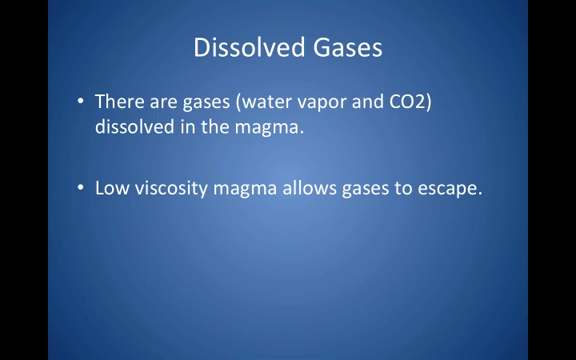 Dissolved Gases
• There are gases (water vapor and CO2)
dissolved in the magma.
• Low viscosity magma allows gases to escape.